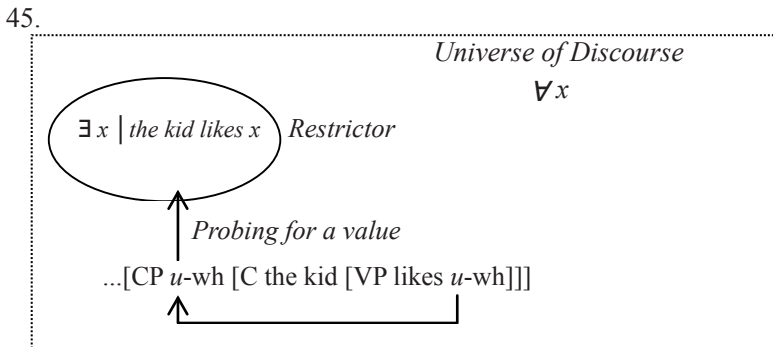 45.
Universe of Discourse
∀ x
∃ x | the kid likes x Restrictor
Probing for a value
...[CP u-wh [C the kid [VP likes u-wh]]]